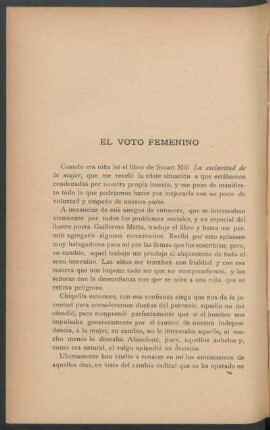 EL VOTO FEMENINO
Cuando era niña leí el libro de Stuart Mill La esclavitud de
la mujer, que me reveló la triste situación a que estábamos
condenadas por nuestra propia inercia, y me puso de manifies-
to todo lo que podríamos hacer por mejorarla con un poco de
voluntad y empeño de nuestra parte.
A instancias de mis amigos de entonces, que se interesaban
vivamente por todos los problemas sociales, y en especial del
ilustre poeta Guillermo Matta, traduje el libro, y hasta me per-
mití agregarle algunos comentarios. Recibí por esto aplausos
muy halagadores para mí por las firmas que los suscribían; pero,
en cambio, aquel trabajo me produjo el alejamiento de todo el
sexo femenino. Las niñas me trataban con frialdad y con esa
reserva que nos impone todo ser que no comprendemos, y las
señoras con la desconfianza con que se mira a una niña que se
estima peligrosa.
Chiquilla entonces, con esa confianza ciega que nos da la ju-
ventud para considerarnos dueñas del porvenir, aquello no me
ofendió, pero comprendí perfectamente que si el hombre nos
impulsaba generosamente por el camino de nuestra independen-
cia, a la mujer, en cambio, no le interesaba aquello, ni mu-
cho menos lo deseaba. Abandoné, pues, aquellos anhelos y,
como era natural, el vulgo aplaudió mi decisión.
Últimamente han vuelto a renacer en mí los entusiasmos de
aquellos días, en vista del cambio radical que se ha operado en